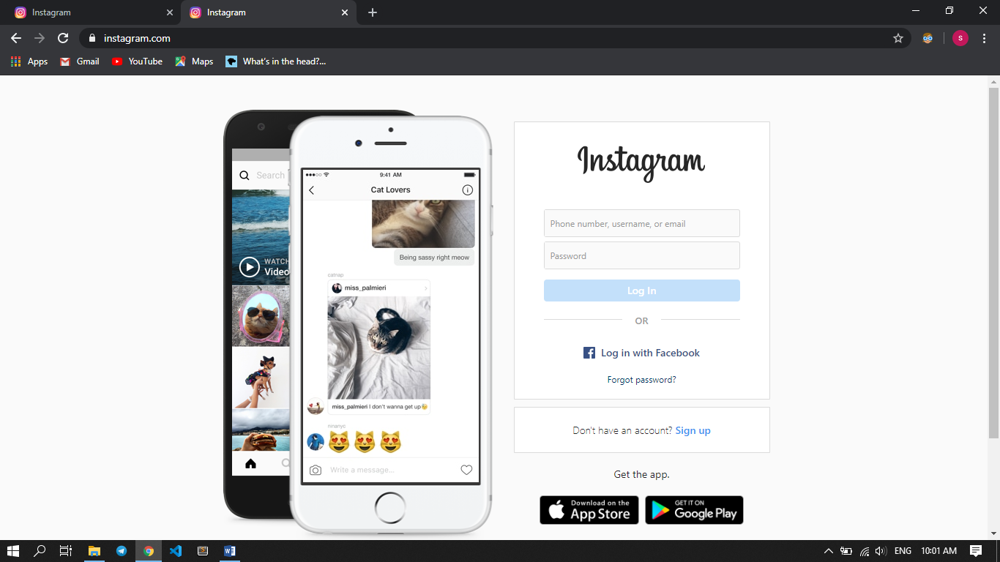 Instagram
Instagram
instagram.com
S
Apps
Gmail
YouTube
Maps
What's in the head?...
Search
WATCH
Video
9:41 AM
Cat Lovers
Being sassy right meow
catnap
miss_palmieri
miss_palmieri I don't wanna get up
ninanyc
Write a message...
Instagram
Phone number, username, or email
Password
Log In
OR
Log in with Facebook
Forgot password?
Don't have an account? Sign up
Get the app.
Download on the
App Store
GET IT ON
Google Play
ENG
10:01 AM